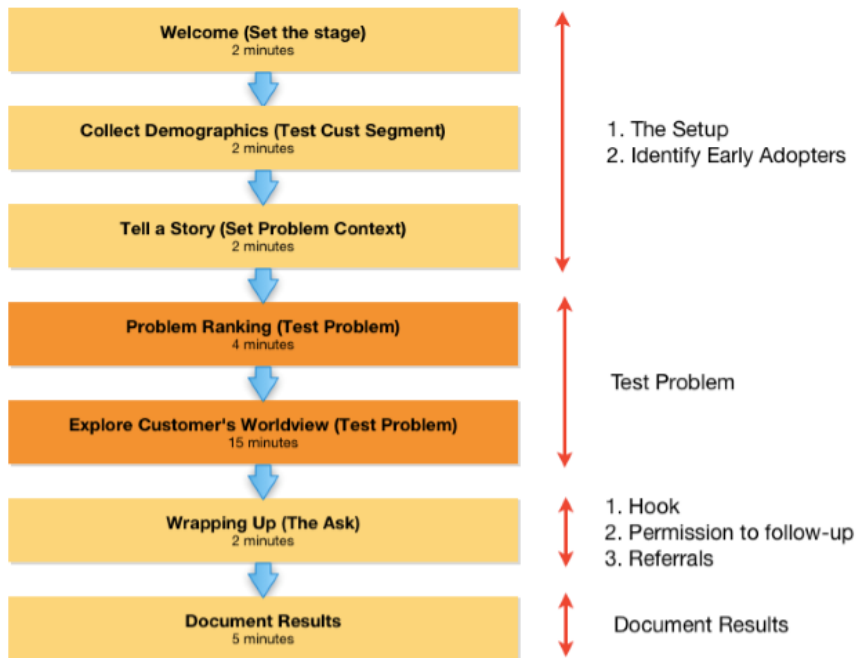 Welcome (Set the stage)
2 minutes
Collect Demographics (Test Cust Segment)
2 minutes
1. The Setup
2. Identify Early Adopters
Tell a Story (Set Problem Context)
2 minutes
Problem Ranking (Test Problem)
4 minutes
Test Problem
Explore Customer's Worldview (Test Problem)
15 minutes
Wrapping Up (The Ask)
2 minutes
1. Hook
2. Permission to follow-up
3. Referrals
Document Results
5 minutes
Document Results